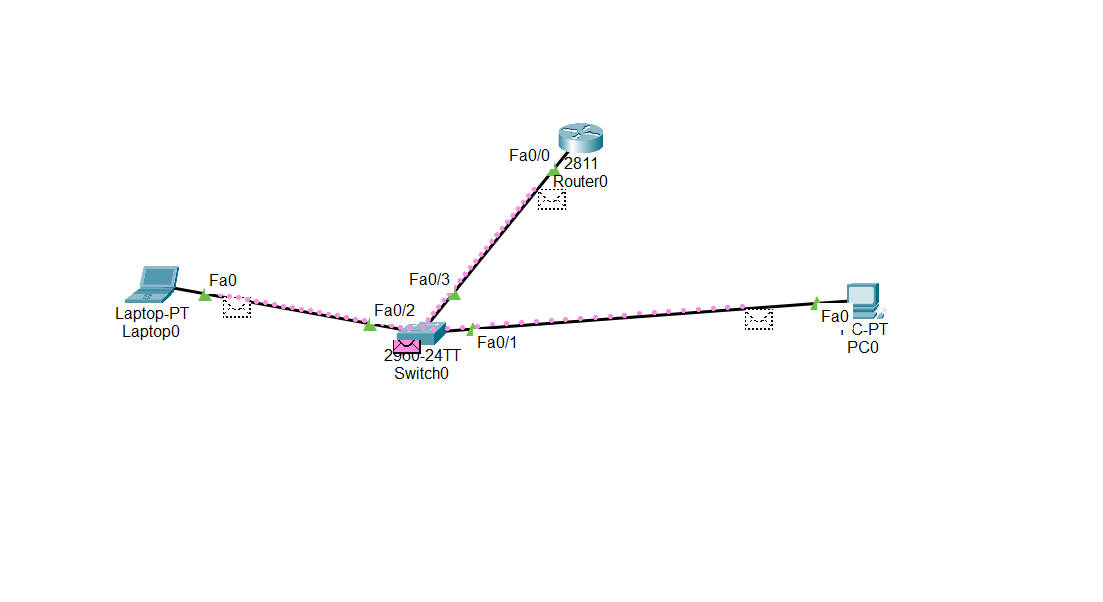 Fa0/0
2811
Router0
Fa0/3
Fa0
Laptop-PT
Laptop0
Fa0/2
2960-24TT
Switch0
Fa0/1
Fa0
C-PT
PC0